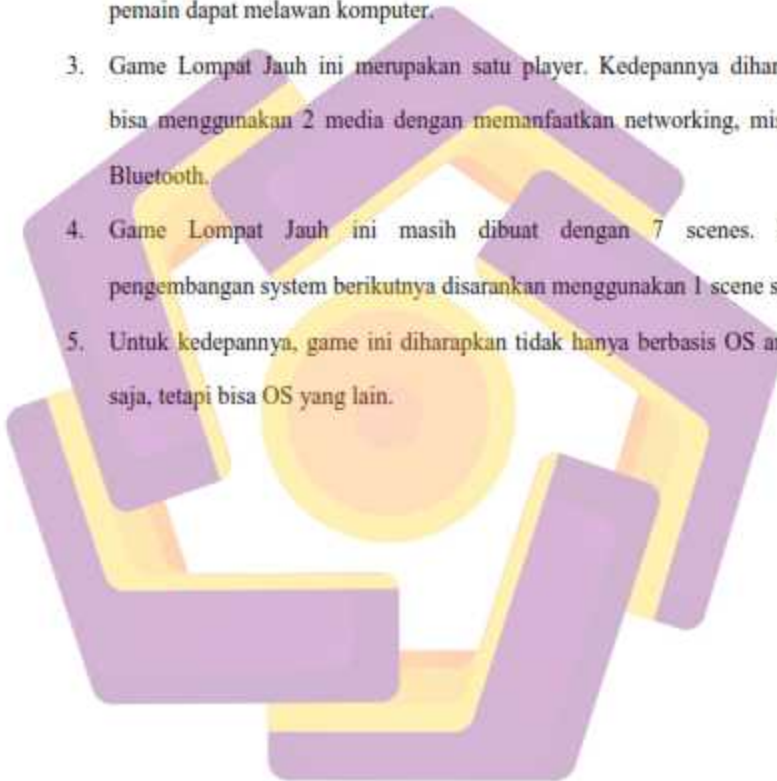 pemain dapat melawan komputer.
3. Game Lompat Jauh ini merupakan satu player. Kedepannya
bisa menggunakan 2 media dengan memanfaatkan networking,
Bluetooth.
4. Game Lompat Jauh ini masih dibuat dengan 7 scenes.
pengembangan system berikutnya disarankan menggunakan 1 scene
5. Untuk kedepannya, game ini diharapkan tidak hanya berbasis OS
saja, tetapi bisa OS yang lain.